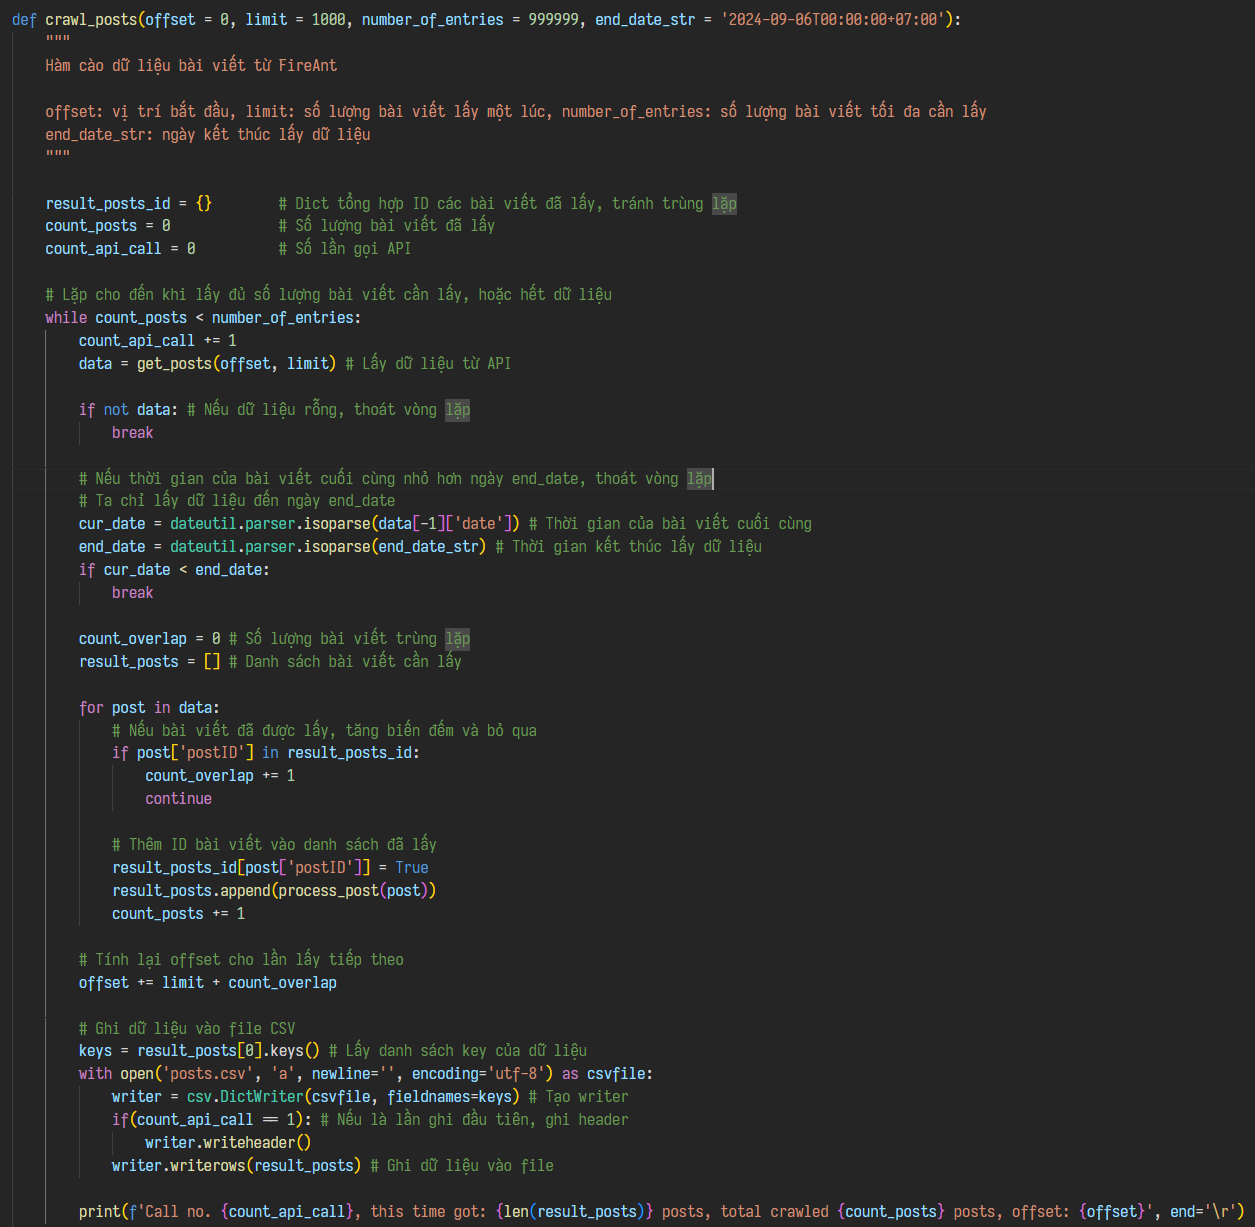 def crawl_posts(offset = 0, limit = 1000, number_of_entries = 999999, end_date_str = '2024-09-06T00:00:00+07:00'):
    """
    Hàm cào dữ liệu bài viết từ FireAnt

    offset: vị trí bắt đầu, limit: số lượng bài viết lấy một lúc, number_of_entries: số lượng bài viết tối đa cần lấy
    end_date_str: ngày kết thúc lấy dữ liệu
    """

    result_posts_id = {}        # Dict tổng hợp ID các bài viết đã lấy, tránh trùng lặp
    count_posts = 0             # Số lượng bài viết đã lấy
    count_api_call = 0          # Số lần gọi API

    # Lặp cho đến khi lấy đủ số lượng bài viết cần lấy, hoặc hết dữ liệu
    while count_posts < number_of_entries:
        count_api_call += 1
        data = get_posts(offset, limit) # Lấy dữ liệu từ API

        if not data: # Nếu dữ liệu rỗng, thoát vòng lặp
            break

        # Nếu thời gian của bài viết cuối cùng nhỏ hơn ngày end_date, thoát vòng lặp
        # Ta chỉ lấy dữ liệu đến ngày end_date
        cur_date = dateutil.parser.isoparse(data[-1]['date']) # Thời gian của bài viết cuối cùng
        end_date = dateutil.parser.isoparse(end_date_str) # Thời gian kết thúc lấy dữ liệu
        if cur_date < end_date:
            break

        count_overlap = 0 # Số lượng bài viết trùng lặp
        result_posts = [] # Danh sách bài viết cần lấy

        for post in data:
            # Nếu bài viết đã được lấy, tăng biến đếm và bỏ qua
            if post['postID'] in result_posts_id:
                count_overlap += 1
                continue

            # Thêm ID bài viết vào danh sách đã lấy
            result_posts_id[post['postID']] = True
            result_posts.append(process_post(post))
            count_posts += 1

        # Tính lại offset cho lần lấy tiếp theo
        offset += limit + count_overlap

        # Ghi dữ liệu vào file CSV
        keys = result_posts[0].keys() # Lấy danh sách key của dữ liệu
        with open('posts.csv', 'a', newline='', encoding='utf-8') as csvfile:
            writer = csv.DictWriter(csvfile, fieldnames=keys) # Tạo writer
            if(count_api_call == 1): # Nếu là lần ghi đầu tiên, ghi header
                writer.writeheader()
            writer.writerows(result_posts) # Ghi dữ liệu vào file

        print(f'Call no. {count_api_call}, this time got: {len(result_posts)} posts, total crawled {count_posts} posts, offset: {offset}', end='\r')